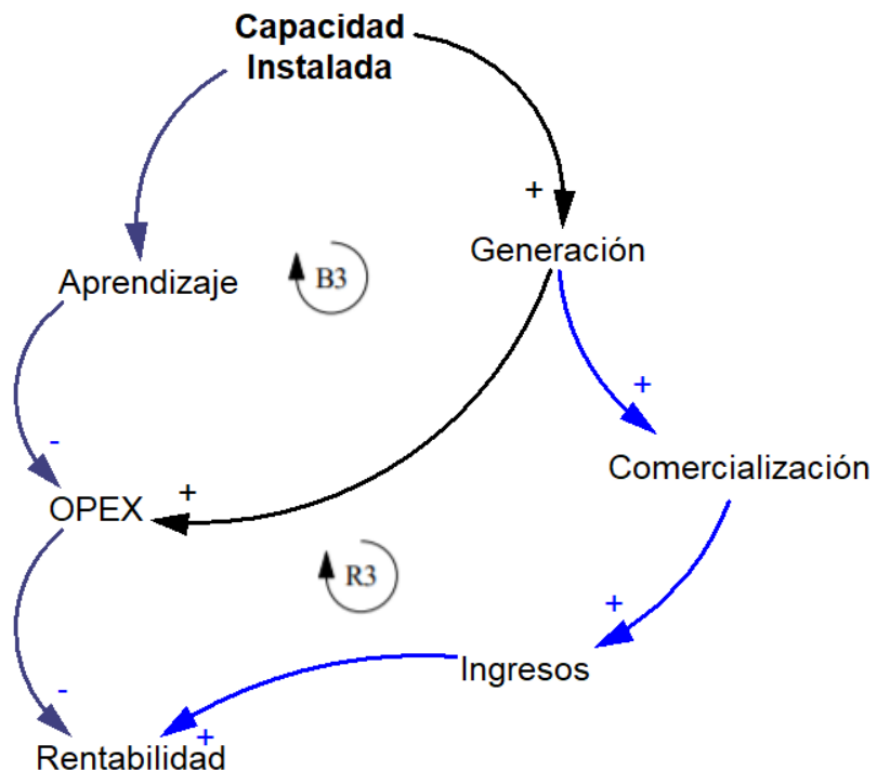 Capacidad
Instalada
+
Generación
Aprendizaje
B3
+
-
Comercialización
+
OPEX
R3
+
Ingresos
-
+
Rentabilidad